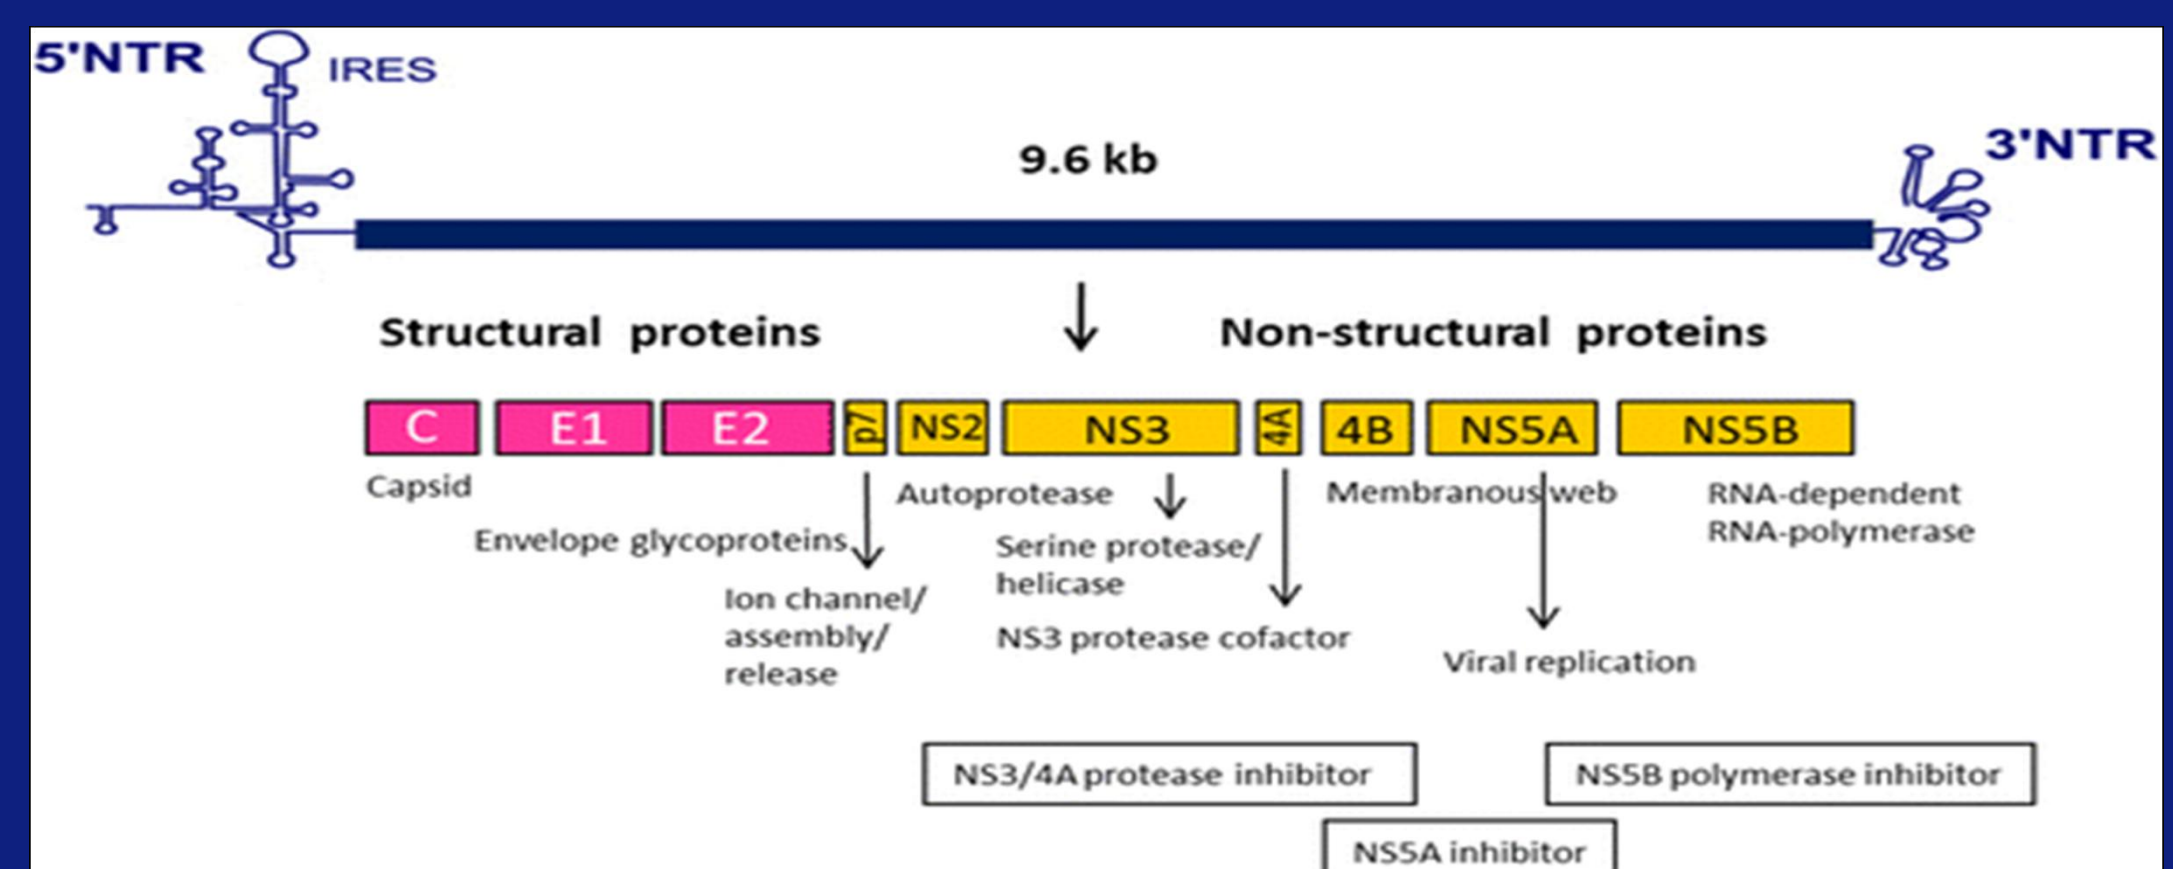 5'NTR
IRES
9.6 kb
3'NTR
Structural proteins
Non-structural proteins
C
E1
E2
p7
NS2
NS3
4A
4B
NS5A
NS5B
Capsid
Autoprotease
Membranous web
RNA-dependent
RNA-polymerase
Envelope glycoproteins
Serine protease/
helicase
Ion channel/
assembly/
release
NS3 protease cofactor
Viral replication
NS3/4A protease inhibitor
NS5B polymerase inhibitor
NS5A inhibitor